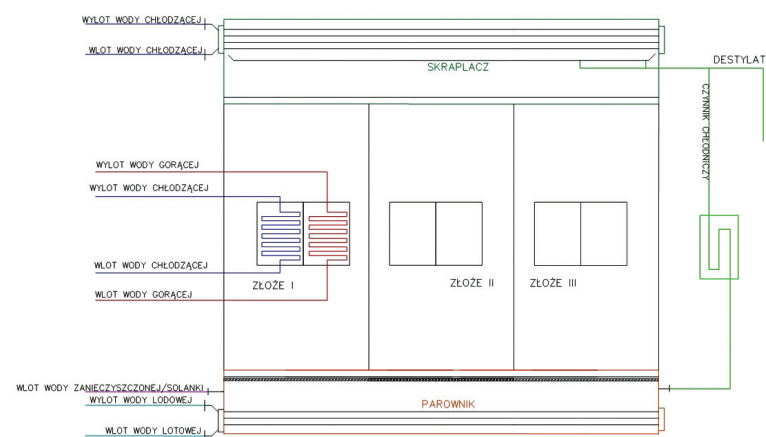 WYLOT WODY CHŁODZĄCEJ
WLOT WODY CHŁODZĄCEJ
SKRAPLACZ
DESTYLAT
CZYNNIK CHŁODNICZY
WYLOT WODY GORĄCEJ
WYLOT WODY CHŁODZĄCEJ
WLOT WODY CHŁODZĄCEJ
WLOT WODY GORĄCEJ
ZŁOŻE I
ZŁOŻE II
ZŁOŻE III
WLOT WODY ZANIECZYSZCZONEJ/SOLANKI
WYLOT WODY LODOWEJ
WLOT WODY LOTOWEJ
PAROWNIK